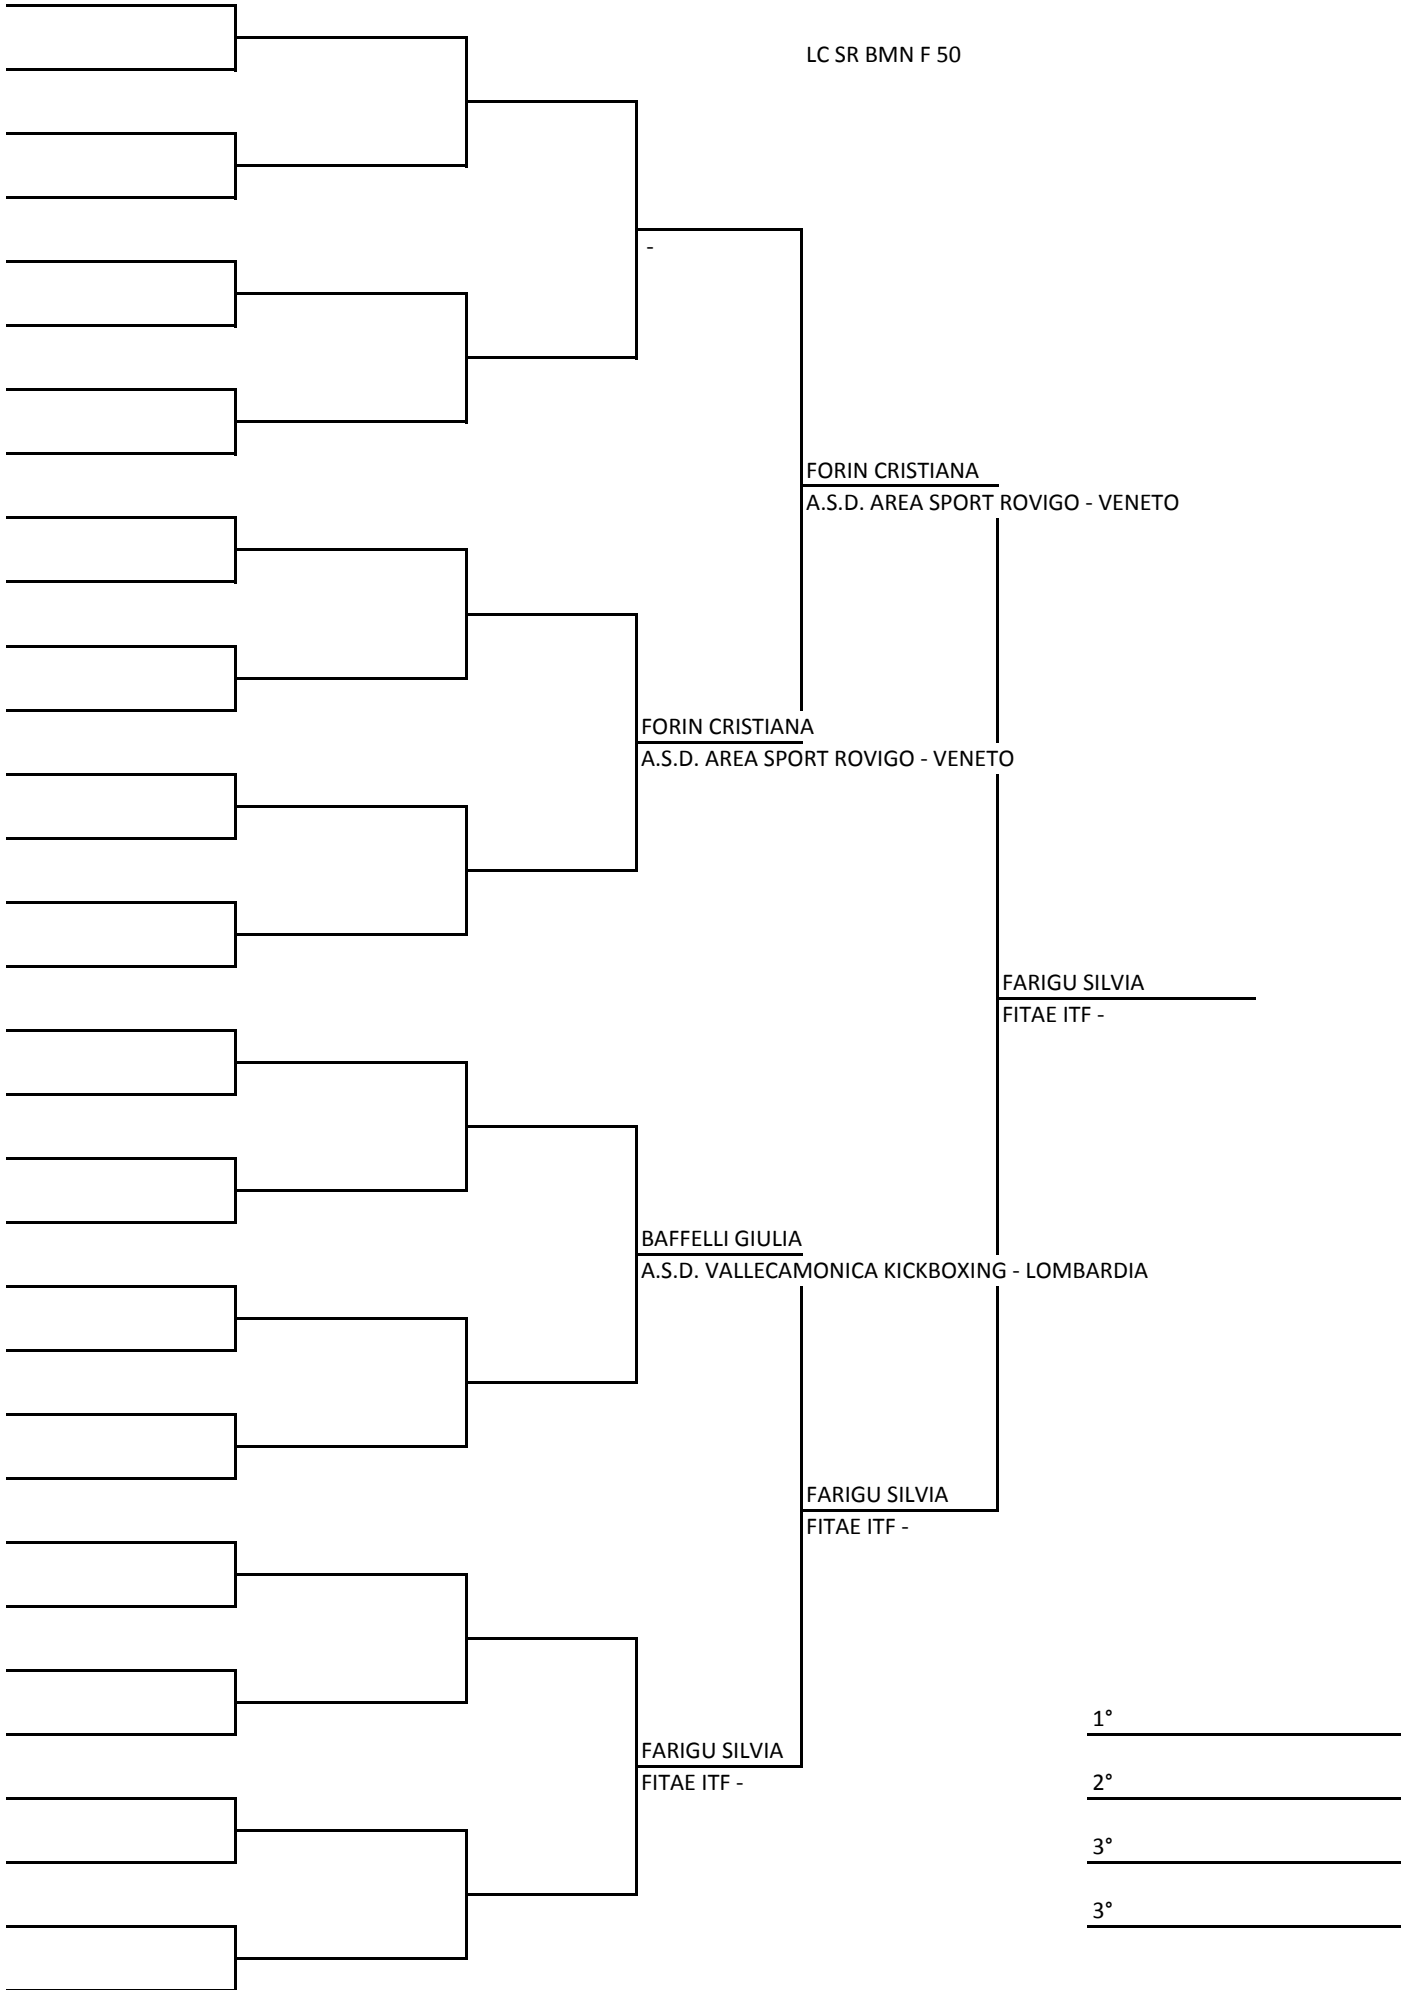 LC SR BMN F 50
-
FORIN CRISTIANA
A.S.D. AREA SPORT ROVIGO - VENETO
FORIN CRISTIANA
A.S.D. AREA SPORT ROVIGO - VENETO
FARIGU SILVIA
FITAE ITF -
BAFFELLI GIULIA
A.S.D. VALLECAMONICA KICKBOXING - LOMBARDIA
FARIGU SILVIA
FITAE ITF -
FARIGU SILVIA
FITAE ITF -
1°
2°
3°
3°